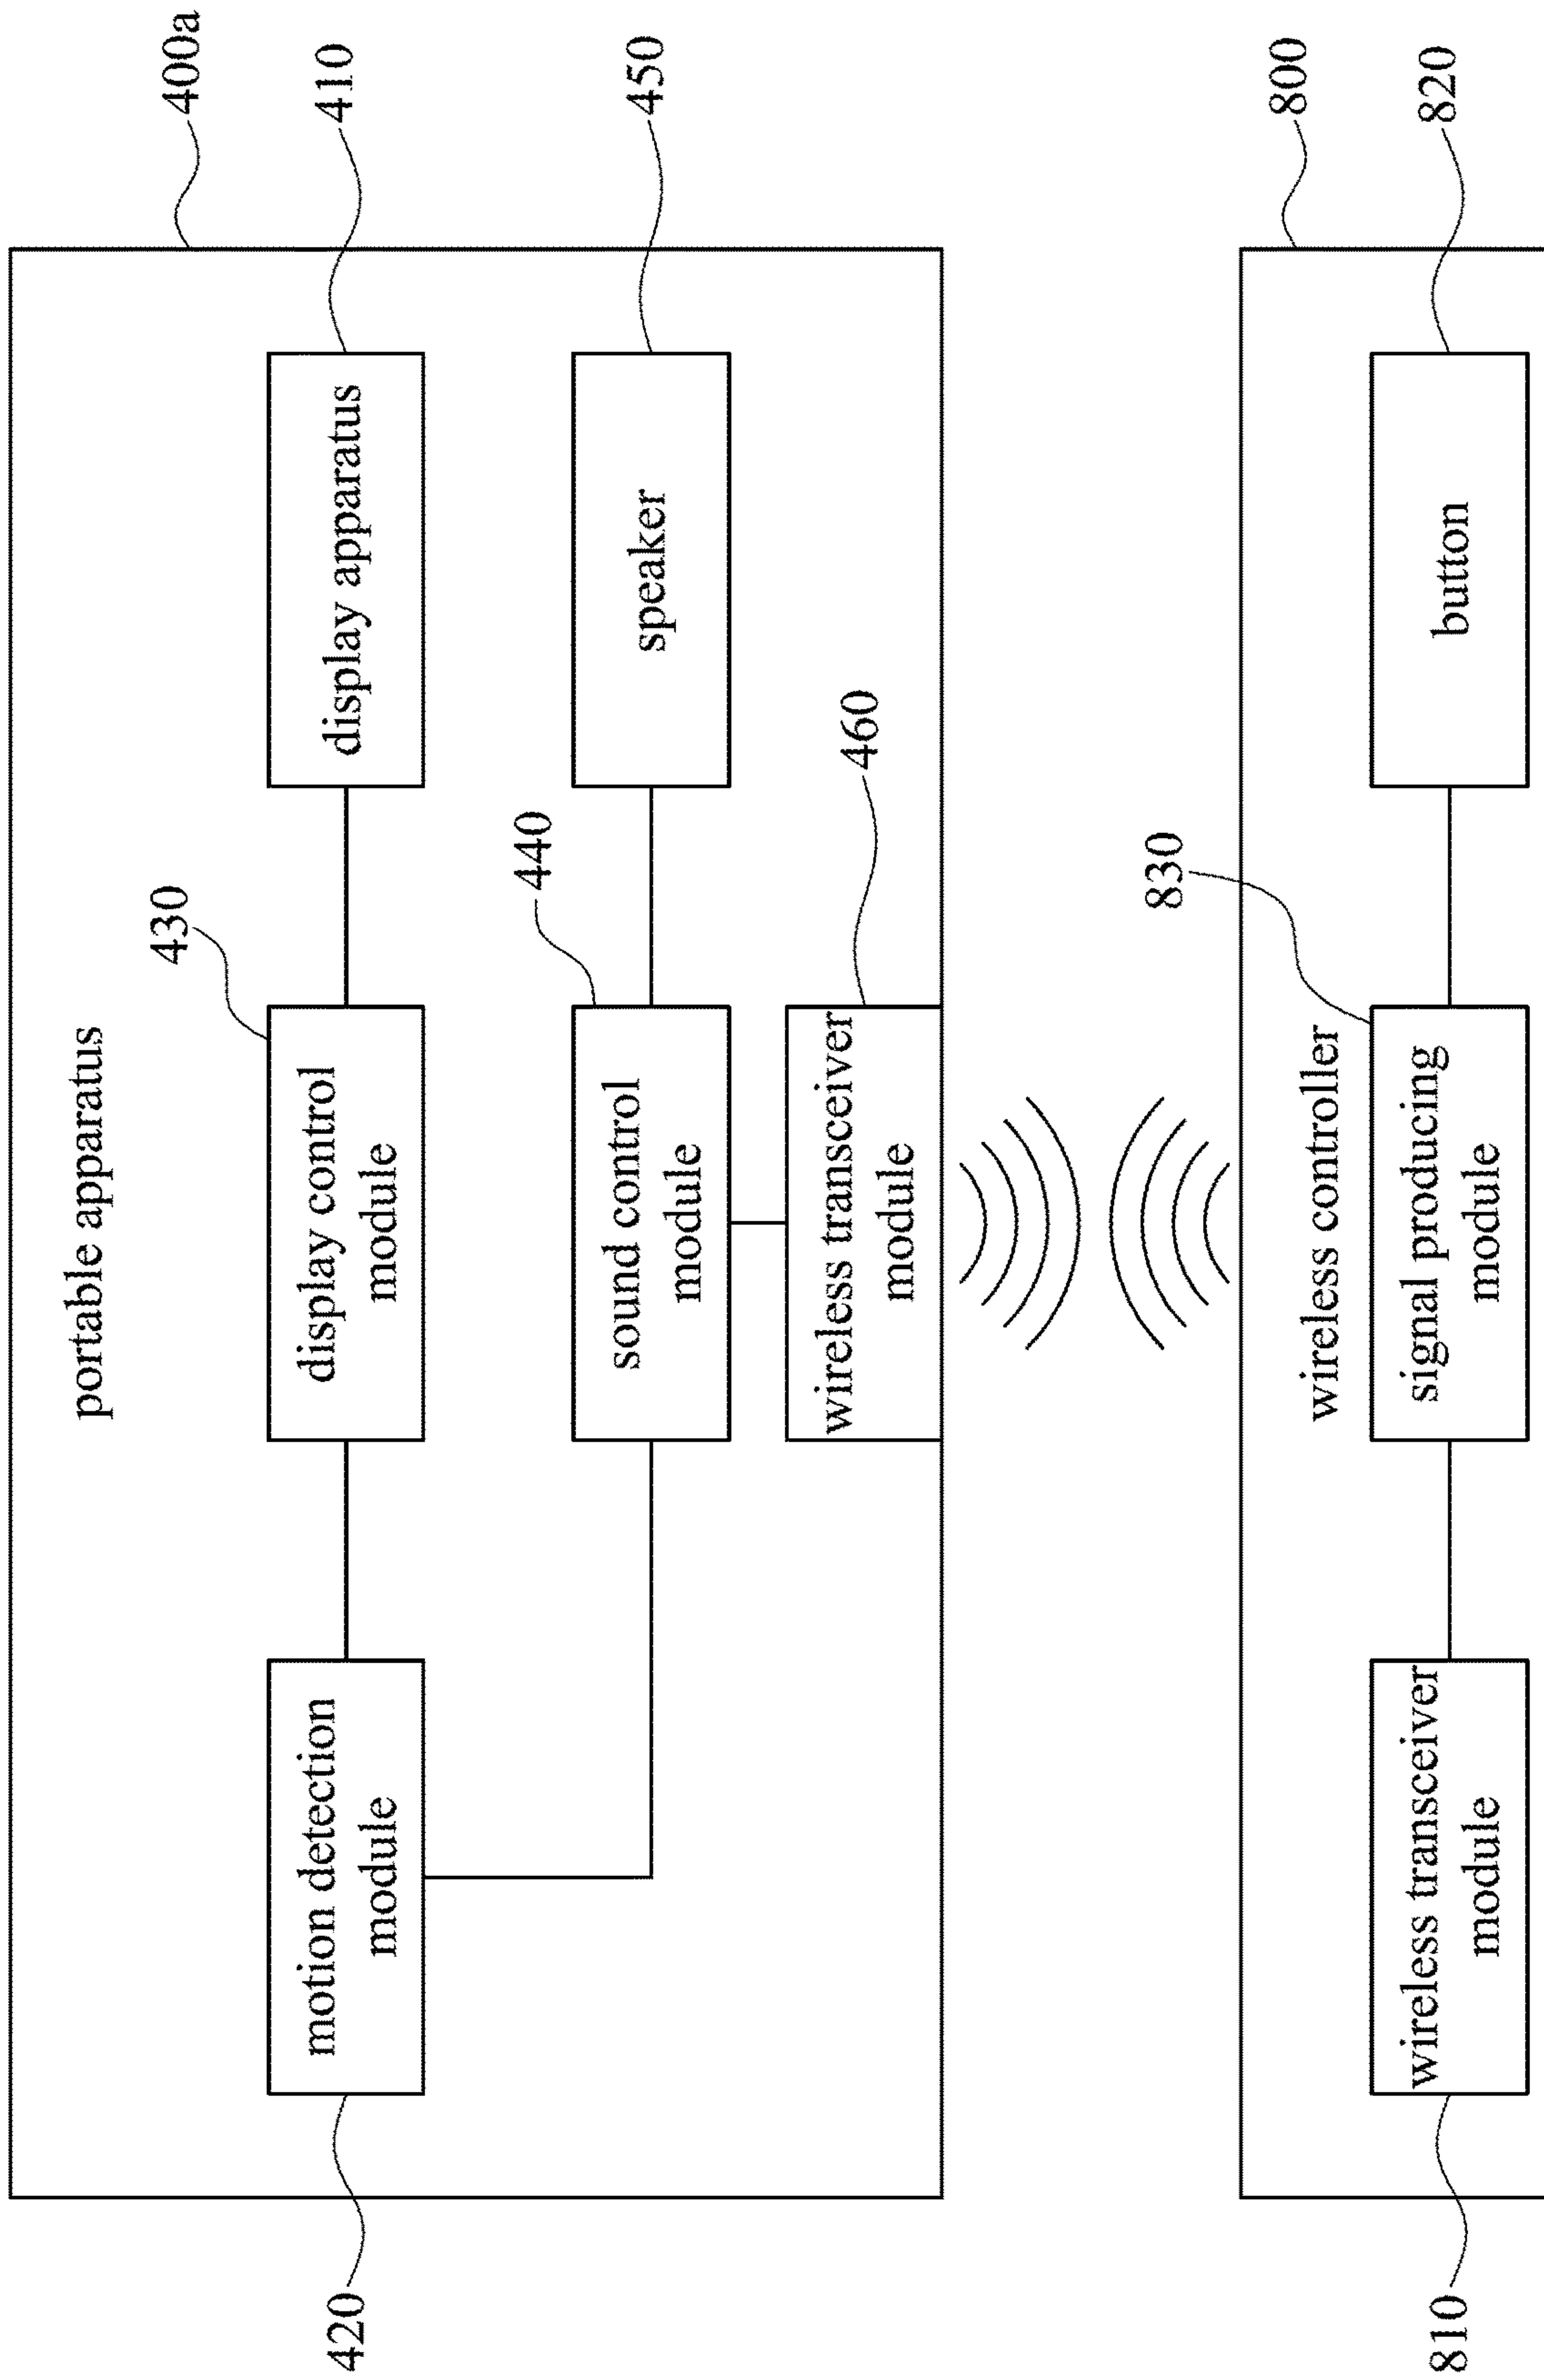 400a
portable apparatus
430
410
420
motion detection
module
display control
module
display apparatus
440
450
sound control
module
speaker
460
wireless transceiver
module
800
wireless controller
830
820
810
wireless transceiver
module
signal producing
module
button